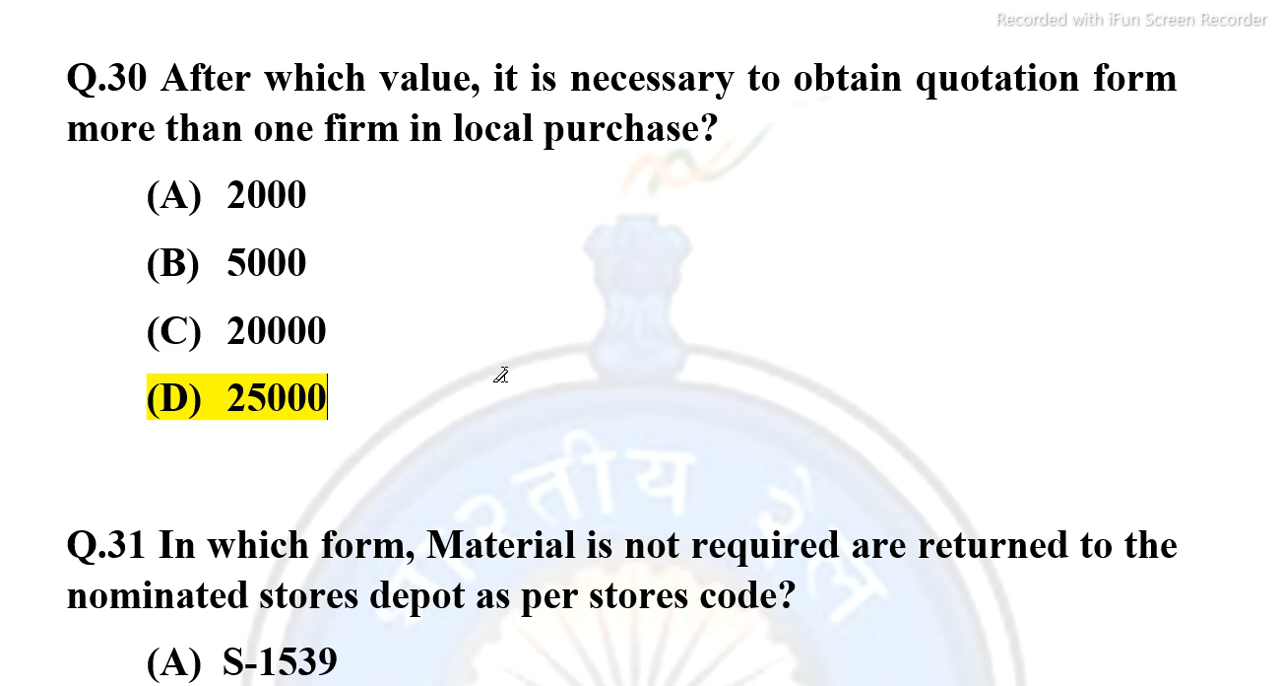 Recorded with iFun Screen Recorder
Q.30 After which value, it is necessary to obtain quotation form
more than one firm in local purchase?
(A) 2000
(B) 5000
(C) 20000
(D) 25000
भारतीय रेल
Q.31 In which form, Material is not required are returned to the
nominated stores depot as per stores code?
(A) S-1539